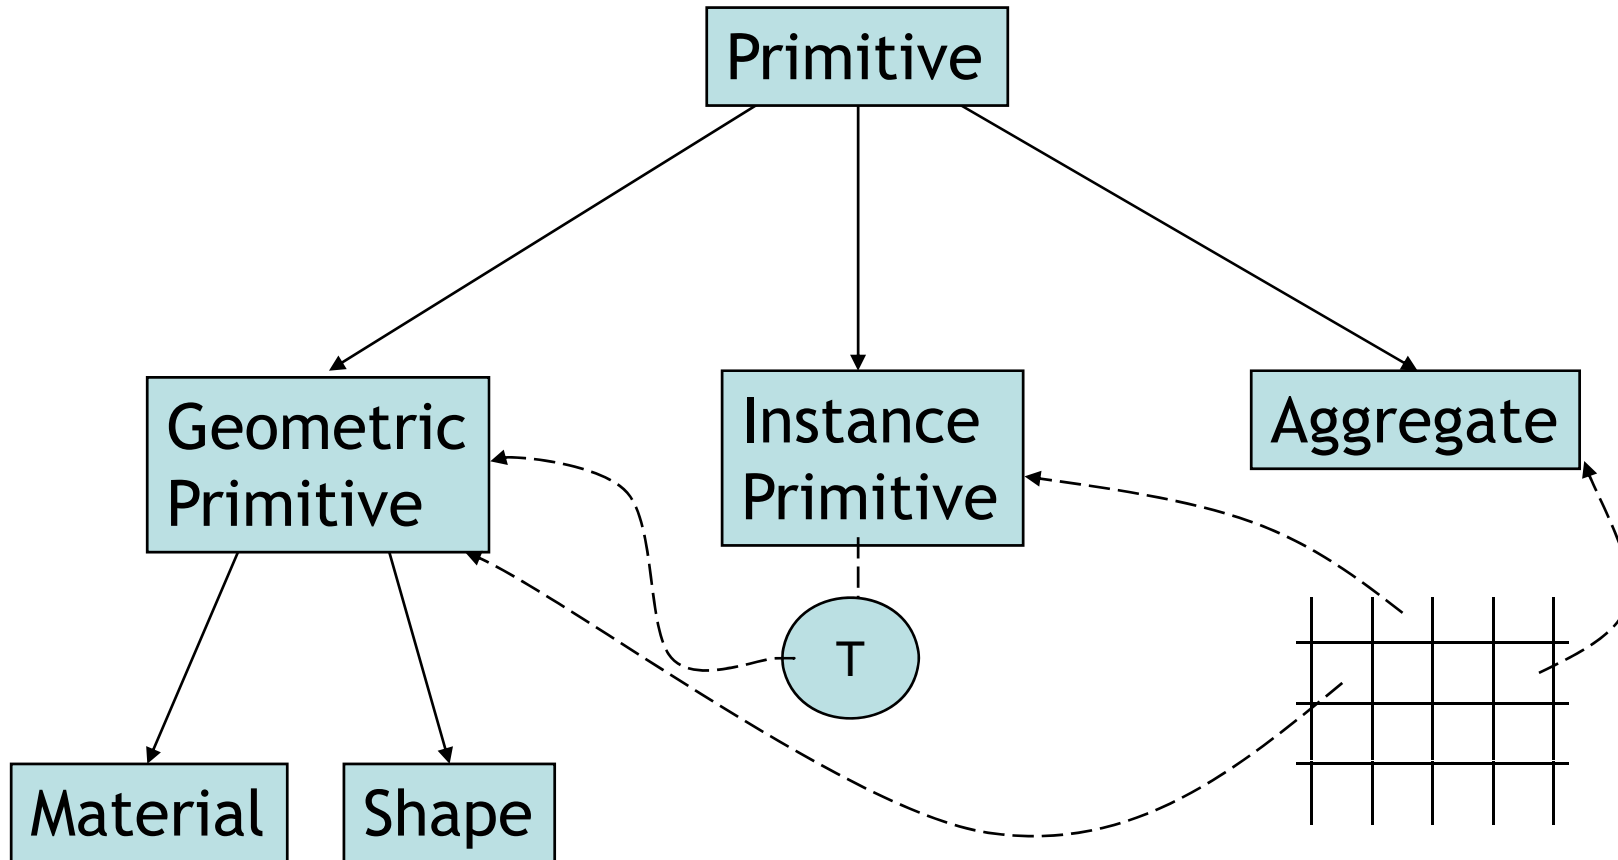 Primitive
Geometric
Primitive
Instance
Primitive
Aggregate
T
Material
Shape